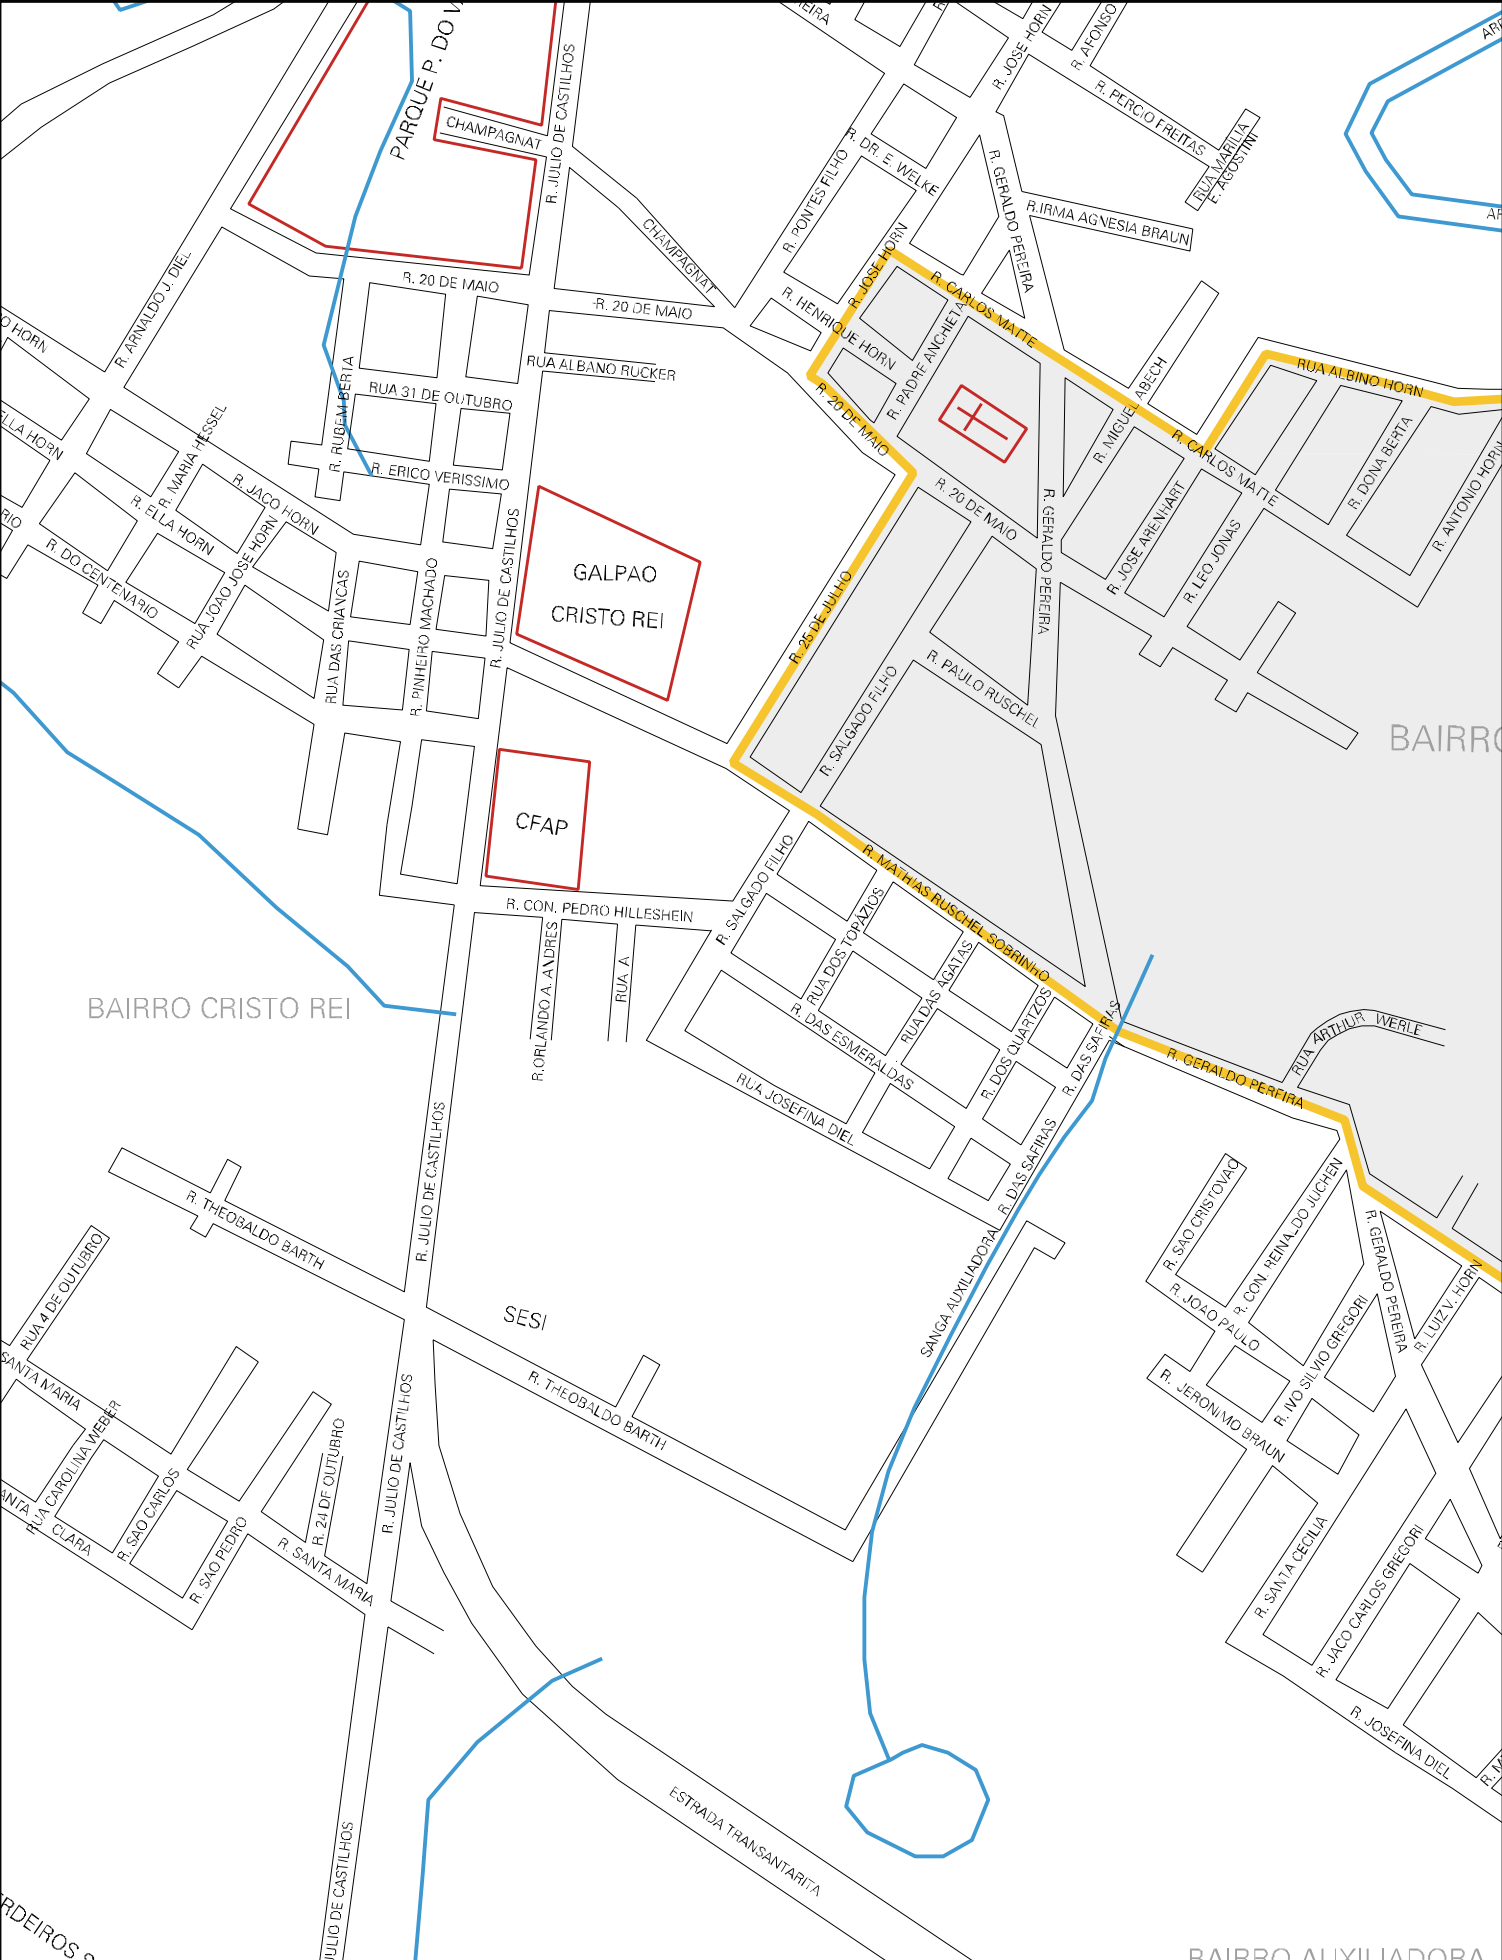 PARQUE P. DO V
R. JULIO DE CASTILHOS
CHAMPAGNAT
R. JOSE HORN
R. AFONSO
R. PERCIO FREITAS
RUA MARILIA
E. AGOSTINI
R. DR. E. WELKE
R. PONTES FILHO
R. GERALDO PEREIRA
R.IRMA AGNESIA BRAUN
CHAMPAGNAT
R. ARNALDO J. DIEL
R. 20 DE MAIO
R. 20 DE MAIO
R. JOSE HORN
R. CARLOS MATTE
R. HENRIQUE HORN
R. PADRE ANCHIETA
O HORN
RUA ALBANO RUCKER
RUA 31 DE OUTUBRO
R. RUBEM BERTA
R. 20 DE MAIO
R. MIGUEL ABECH
RUA ALBINO HORN
R. CARLOS MATTE
R. DONA BERTA
R. ANTONIO HORN
ELLA HORN
R. MARIA HESSEL
R. JACO HORN
R. ERICO VERISSIMO
R. ELLA HORN
RIO
R. DO CENTENARIO
RUA JOAO JOSE HORN
R. 20 DE MAIO
R. GERALDO PEREIRA
R. JOSE ARENHART
R. LEO JONAS
GALPAO
CRISTO REI
RUA DAS CRIANCAS
R. PINHEIRO MACHADO
R. JULIO DE CASTILHOS
R. 25 DE JULHO
R. SALGADO FILHO
R. PAULO RUSCHEL
BAIRRO
CFAP
R. MATHIAS RUSCHEL SOBRINHO
R. SALGADO FILHO
R. CON. PEDRO HILLESHEIN
R.ORLANDO A. ANDRES
RUA A
RUA DOS TOPAZIOS
RUA DAS AGATAS
R. DOS QUARTZOS
R. DAS SAFIRAS
R. DAS ESMERALDAS
RUA JOSEFINA DIEL
BAIRRO CRISTO REI
RUA ARTHUR WERLE
R. GERALDO PEREIRA
R. JULIO DE CASTILHOS
R. DAS SAFIRAS
R. THEOBALDO BARTH
RUA 4 DE OUTUBRO
SESI
SANGA AUXILIADORA
R. SAO CRISTOVAO
R. CON. REINALDO JUCHEN
R. JOAO PAULO
R. GERALDO PEREIRA
R. LUIZ V. HORN
R. IVO SILVIO GREGORI
R. JERONIMO BRAUN
SANTA MARIA
RUA CAROLINA WEBER
R. SAO CARLOS
R. SAO PEDRO
R. 24 DE OUTUBRO
R. JULIO DE CASTILHOS
R. THEOBALDO BARTH
ANTA CLARA
R. SANTA MARIA
R. SANTA CECILIA
R. JACO CARLOS GREGORI
R. JOSEFINA DIEL
ESTRADA TRANSANTARITA
ULIO DE CASTILHOS
RDEIROS
BAIRRO AUXILIADORA